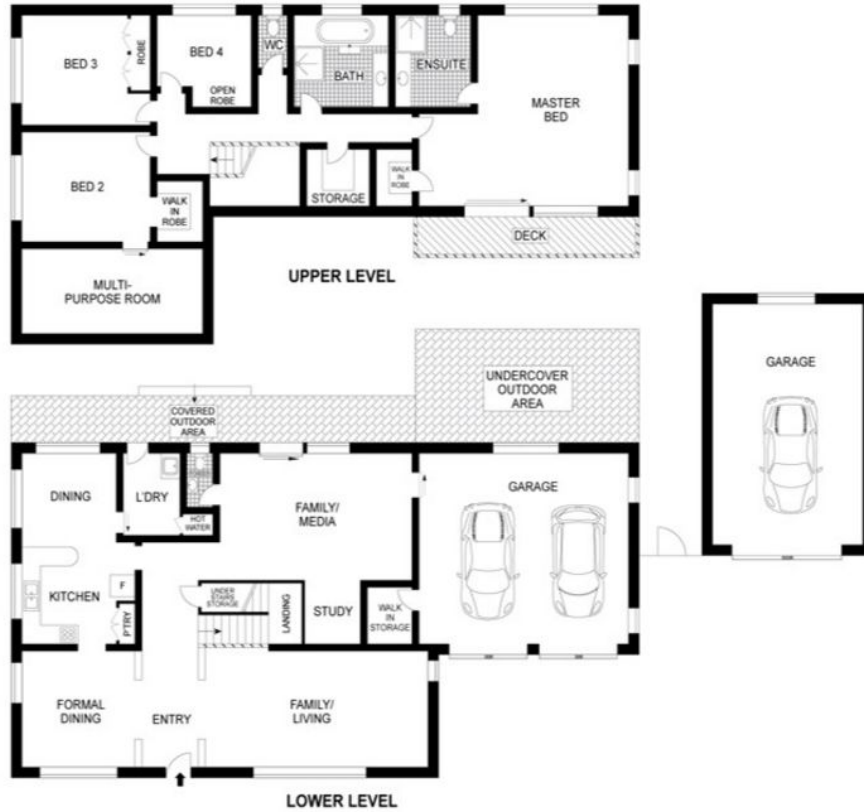 BED 3
ROBE
BED 4
OPEN
ROBE
WC
BATH
ENSUITE
MASTER
BED
BED 2
WALK
IN
ROBE
STORAGE
WALK
IN
ROBE
DECK
MULTI-
PURPOSE ROOM
UPPER LEVEL
GARAGE
UNDERCOVER
OUTDOOR
AREA
COVERED
OUTDOOR
AREA
DINING
L'DRY
HOT
WATER
FAMILY/
MEDIA
GARAGE
KITCHEN
F
P'TRY
UNDER
STAIRS
STORAGE
LANDING
STUDY
WALK
IN
STORAGE
FORMAL
DINING
ENTRY
FAMILY/
LIVING
LOWER LEVEL